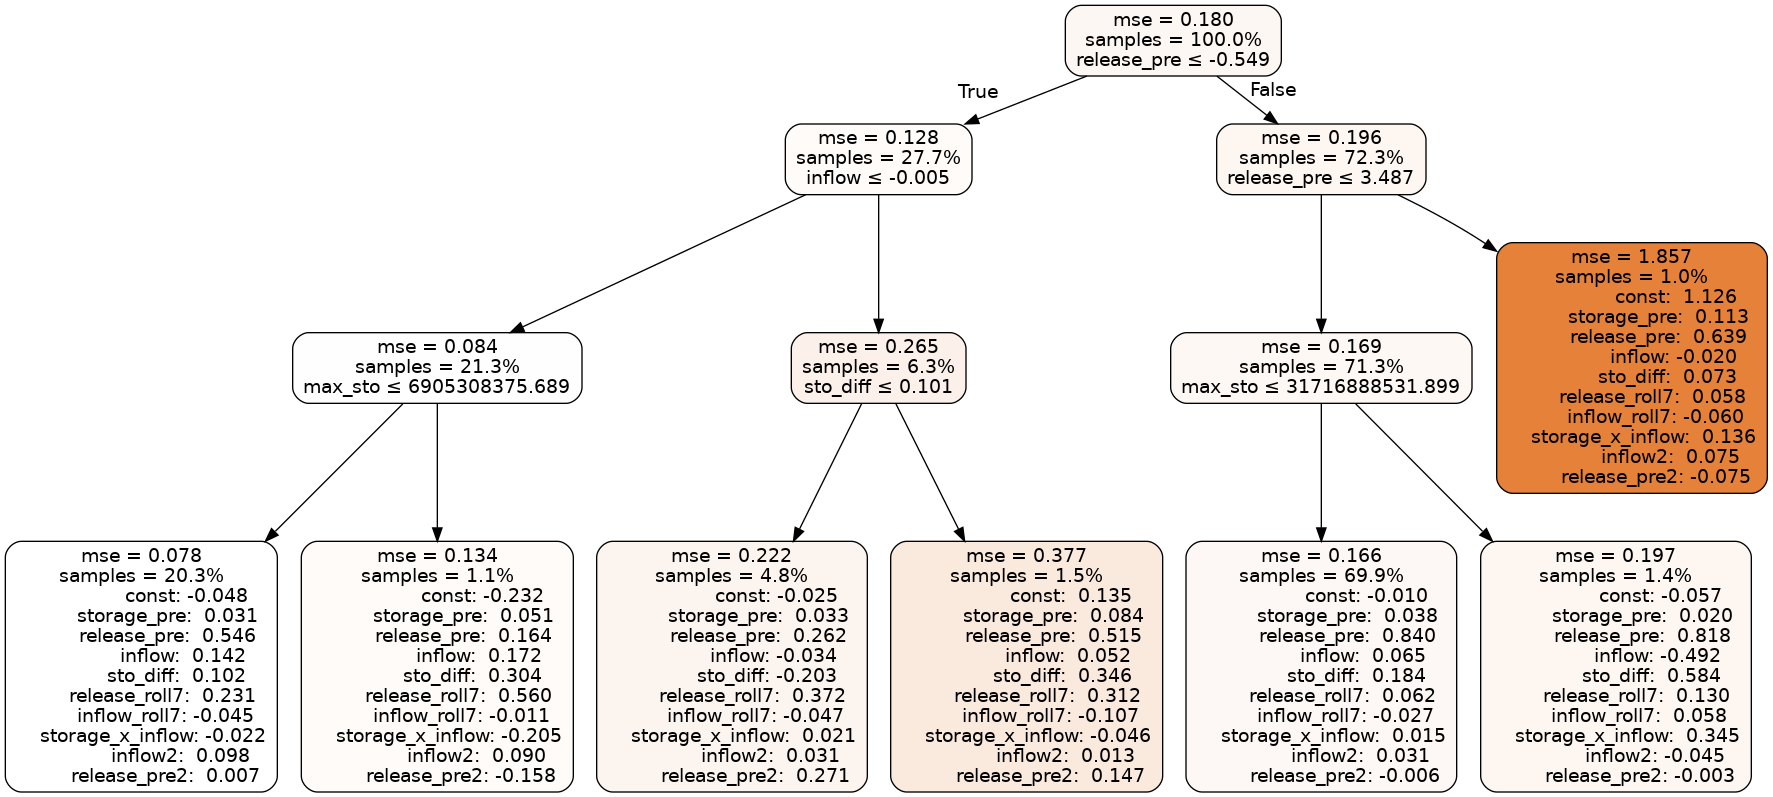 mse = 0.180
samples = 100.0%
release_pre ≤ -0.549
True
False
mse = 0.128
samples = 27.7%
inflow ≤ -0.005
mse = 0.196
samples = 72.3%
release_pre ≤ 3.487
mse = 1.857
samples = 1.0%
const: 1.126
storage_pre: 0.113
release_pre: 0.639
inflow: -0.020
sto_diff: 0.073
release_roll7: 0.058
inflow_roll7: -0.060
storage_x_inflow: 0.136
inflow2: 0.075
release_pre2: -0.075
mse = 0.084
samples = 21.3%
max_sto ≤ 6905308375.689
mse = 0.265
samples = 6.3%
sto_diff ≤ 0.101
mse = 0.169
samples = 71.3%
max_sto ≤ 31716888531.899
mse = 0.078
samples = 20.3%
const: -0.048
storage_pre: 0.031
release_pre: 0.546
inflow: 0.142
sto_diff: 0.102
release_roll7: 0.231
inflow_roll7: -0.045
storage_x_inflow: -0.022
inflow2: 0.098
release_pre2: 0.007
mse = 0.134
samples = 1.1%
const: -0.232
storage_pre: 0.051
release_pre: 0.164
inflow: 0.172
sto_diff: 0.304
release_roll7: 0.560
inflow_roll7: -0.011
storage_x_inflow: -0.205
inflow2: 0.090
release_pre2: -0.158
mse = 0.222
samples = 4.8%
const: -0.025
storage_pre: 0.033
release_pre: 0.262
inflow: -0.034
sto_diff: -0.203
release_roll7: 0.372
inflow_roll7: -0.047
storage_x_inflow: 0.021
inflow2: 0.031
release_pre2: 0.271
mse = 0.377
samples = 1.5%
const: 0.135
storage_pre: 0.084
release_pre: 0.515
inflow: 0.052
sto_diff: 0.346
release_roll7: 0.312
inflow_roll7: -0.107
storage_x_inflow: -0.046
inflow2: 0.013
release_pre2: 0.147
mse = 0.166
samples = 69.9%
const: -0.010
storage_pre: 0.038
release_pre: 0.840
inflow: 0.065
sto_diff: 0.184
release_roll7: 0.062
inflow_roll7: -0.027
storage_x_inflow: 0.015
inflow2: 0.031
release_pre2: -0.006
mse = 0.197
samples = 1.4%
const: -0.057
storage_pre: 0.020
release_pre: 0.818
inflow: -0.492
sto_diff: 0.584
release_roll7: 0.130
inflow_roll7: 0.058
storage_x_inflow: 0.345
inflow2: -0.045
release_pre2: -0.003